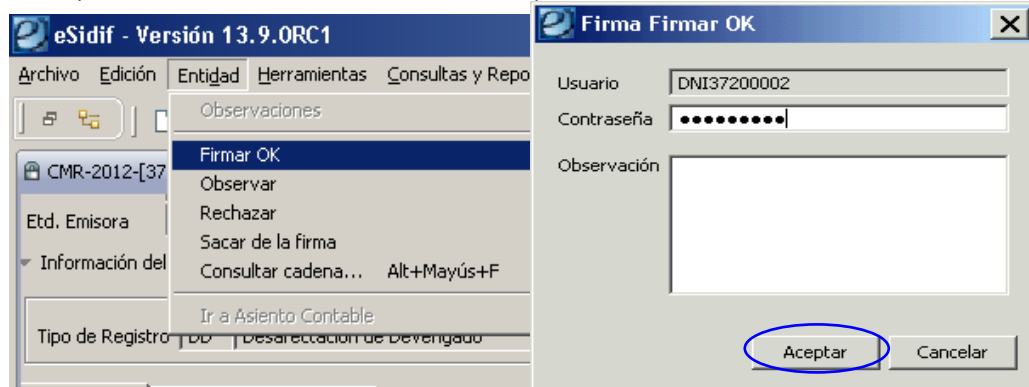 eSidif - Versión 13.9.0RC1
Archivo Edición Entidad Herramientas Consultas y Repo
Observaciones
Firmar OK
Observar
Rechazar
Sacar de la firma
Consultar cadena... Alt+Mayús+F
Ir a Asiento Contable
CMR-2012-[37
Etd. Emisora
Información del
Tipo de Registro DD Desafectación de Devengado
Firma Firmar OK
Usuario DNI37200002
Contraseña ●●●●●●●●●
Observación
Aceptar Cancelar